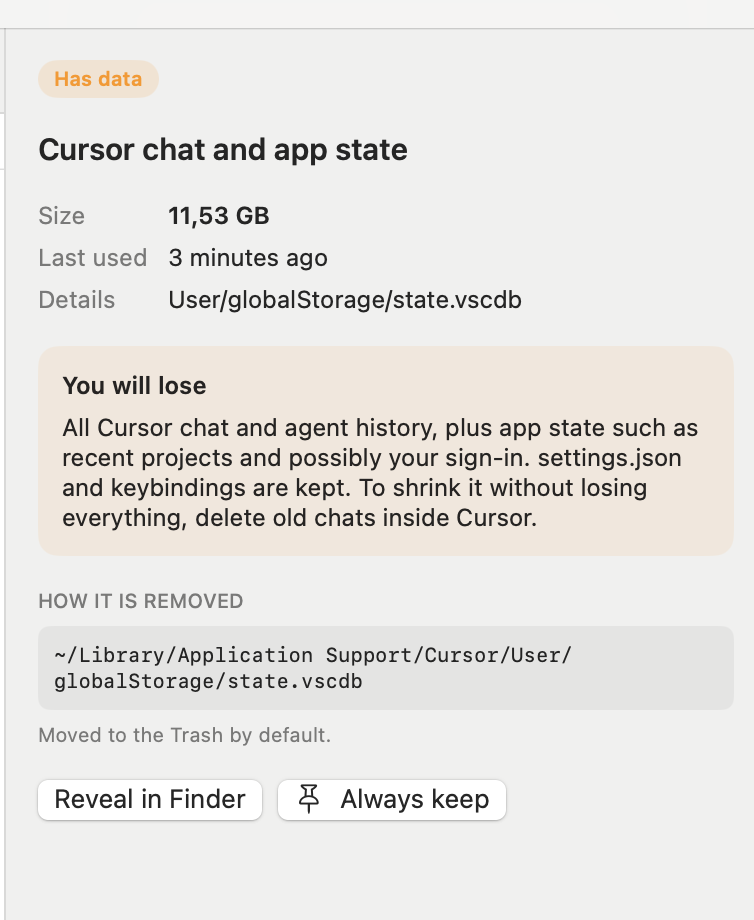 Has data
Cursor chat and app state
Size 11,53 GB
Last used 3 minutes ago
Details User/globalStorage/state.vscdb
You will lose
All Cursor chat and agent history, plus app state such as
recent projects and possibly your sign-in. settings.json
and keybindings are kept. To shrink it without losing
everything, delete old chats inside Cursor.
HOW IT IS REMOVED
~/Library/Application Support/Cursor/User/
globalStorage/state.vscdb
Moved to the Trash by default.
Reveal in Finder Always keep